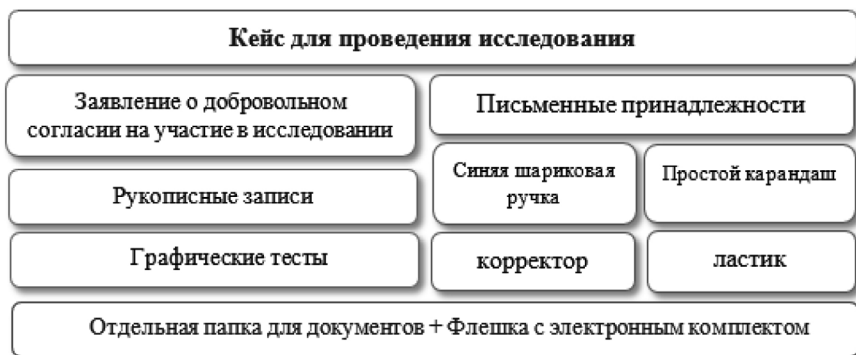 Кейс для проведения исследования
Заявление о добровольном
согласии на участие в исследовании
Письменные принадлежности
Рукописные записи
Синяя шариковая
ручка
Простой карандаш
Графические тесты
корректор
ластик
Отдельная папка для документов + Флешка с электронным комплектом